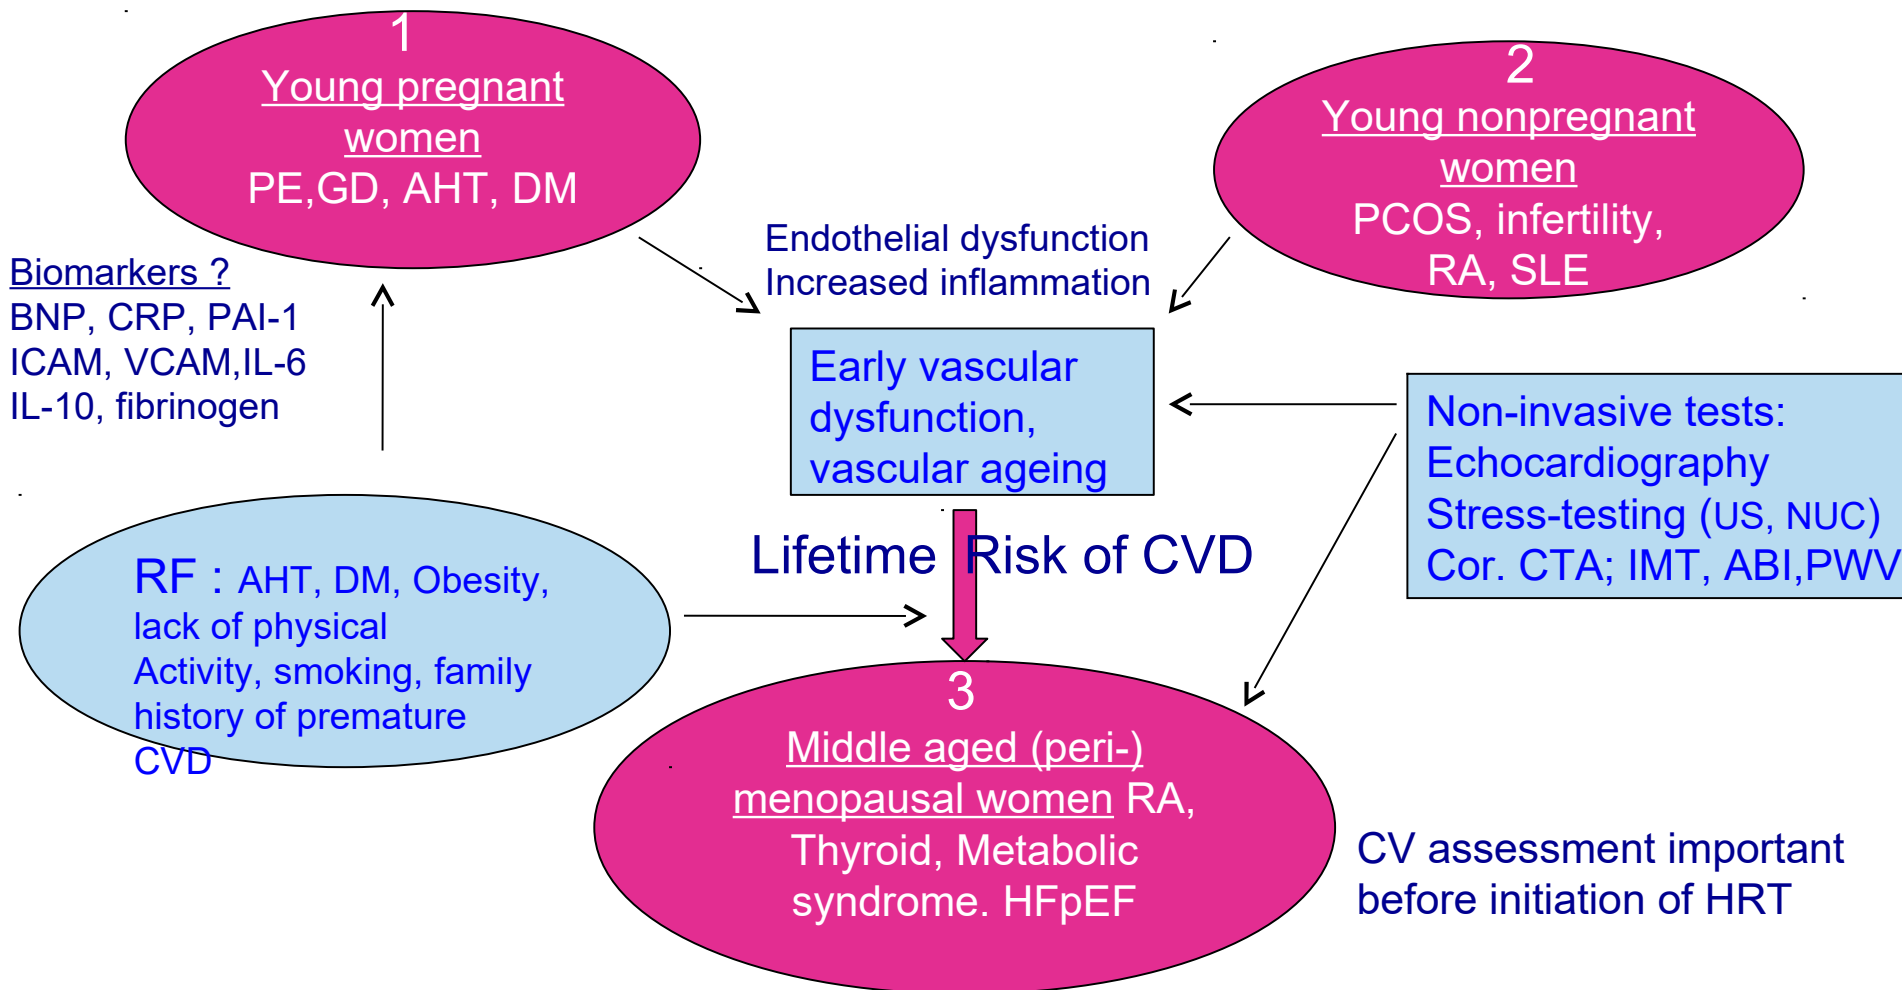 1
Young pregnant
women
PE,GD, AHT, DM
2
Young nonpregnant
women
PCOS, infertility,
RA, SLE
Endothelial dysfunction
Increased inflammation
Biomarkers ?
BNP, CRP, PAI-1
ICAM, VCAM,IL-6
IL-10, fibrinogen
Early vascular
dysfunction,
vascular ageing
Non-invasive tests:
Echocardiography
Stress-testing (US, NUC)
Cor. CTA; IMT, ABI,PWV
Lifetime Risk of CVD
RF : AHT, DM, Obesity,
lack of physical
Activity, smoking, family
history of premature
CVD
3
Middle aged (peri-)
menopausal women RA,
Thyroid, Metabolic
syndrome. HFpEF
CV assessment important
before initiation of HRT